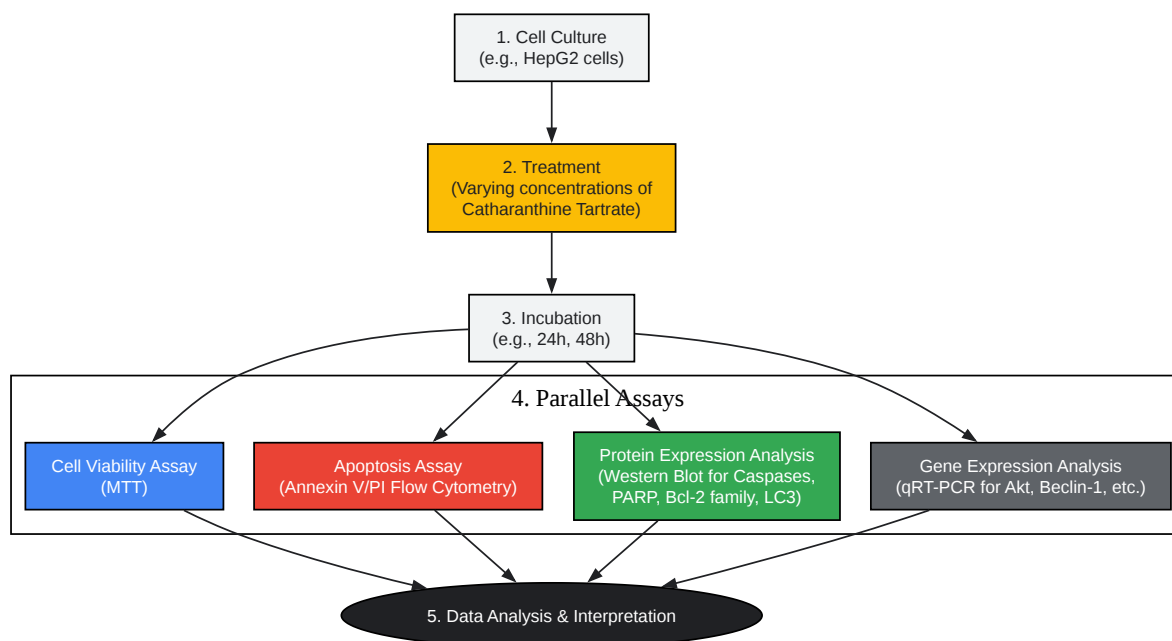 1. Cell Culture
(e.g., HepG2 cells)
2. Treatment
(Varying concentrations of
Catharanthine Tartrate)
3. Incubation
(e.g., 24h, 48h)
4. Parallel Assays
Cell Viability Assay
(MTT)
Apoptosis Assay
(Annexin V/PI Flow Cytometry)
Protein Expression Analysis
(Western Blot for Caspases,
PARP, Bcl-2 family, LC3)
Gene Expression Analysis
(qRT-PCR for Akt, Beclin-1, etc.)
5. Data Analysis & Interpretation